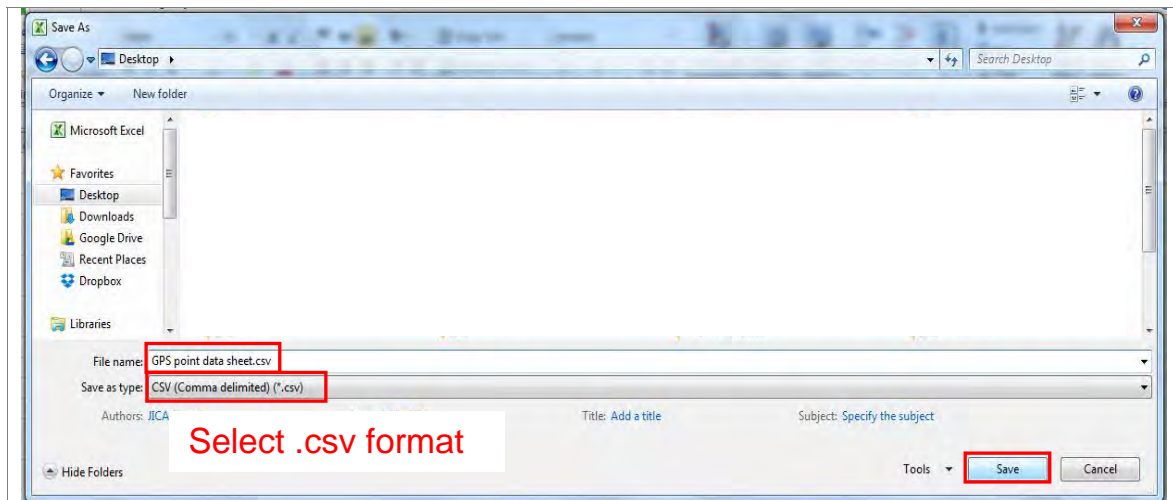 Save As
Desktop
Search Desktop
Organize
New folder
Microsoft Excel
Favorites
Desktop
Downloads
Google Drive
Recent Places
Dropbox
Libraries
File name: GPS point data sheet.csv
Save as type: CSV (Comma delimited) (*.csv)
Authors: JICA
Title: Add a title
Subject: Specify the subject
Select .csv format
Hide Folders
Tools
Save
Cancel